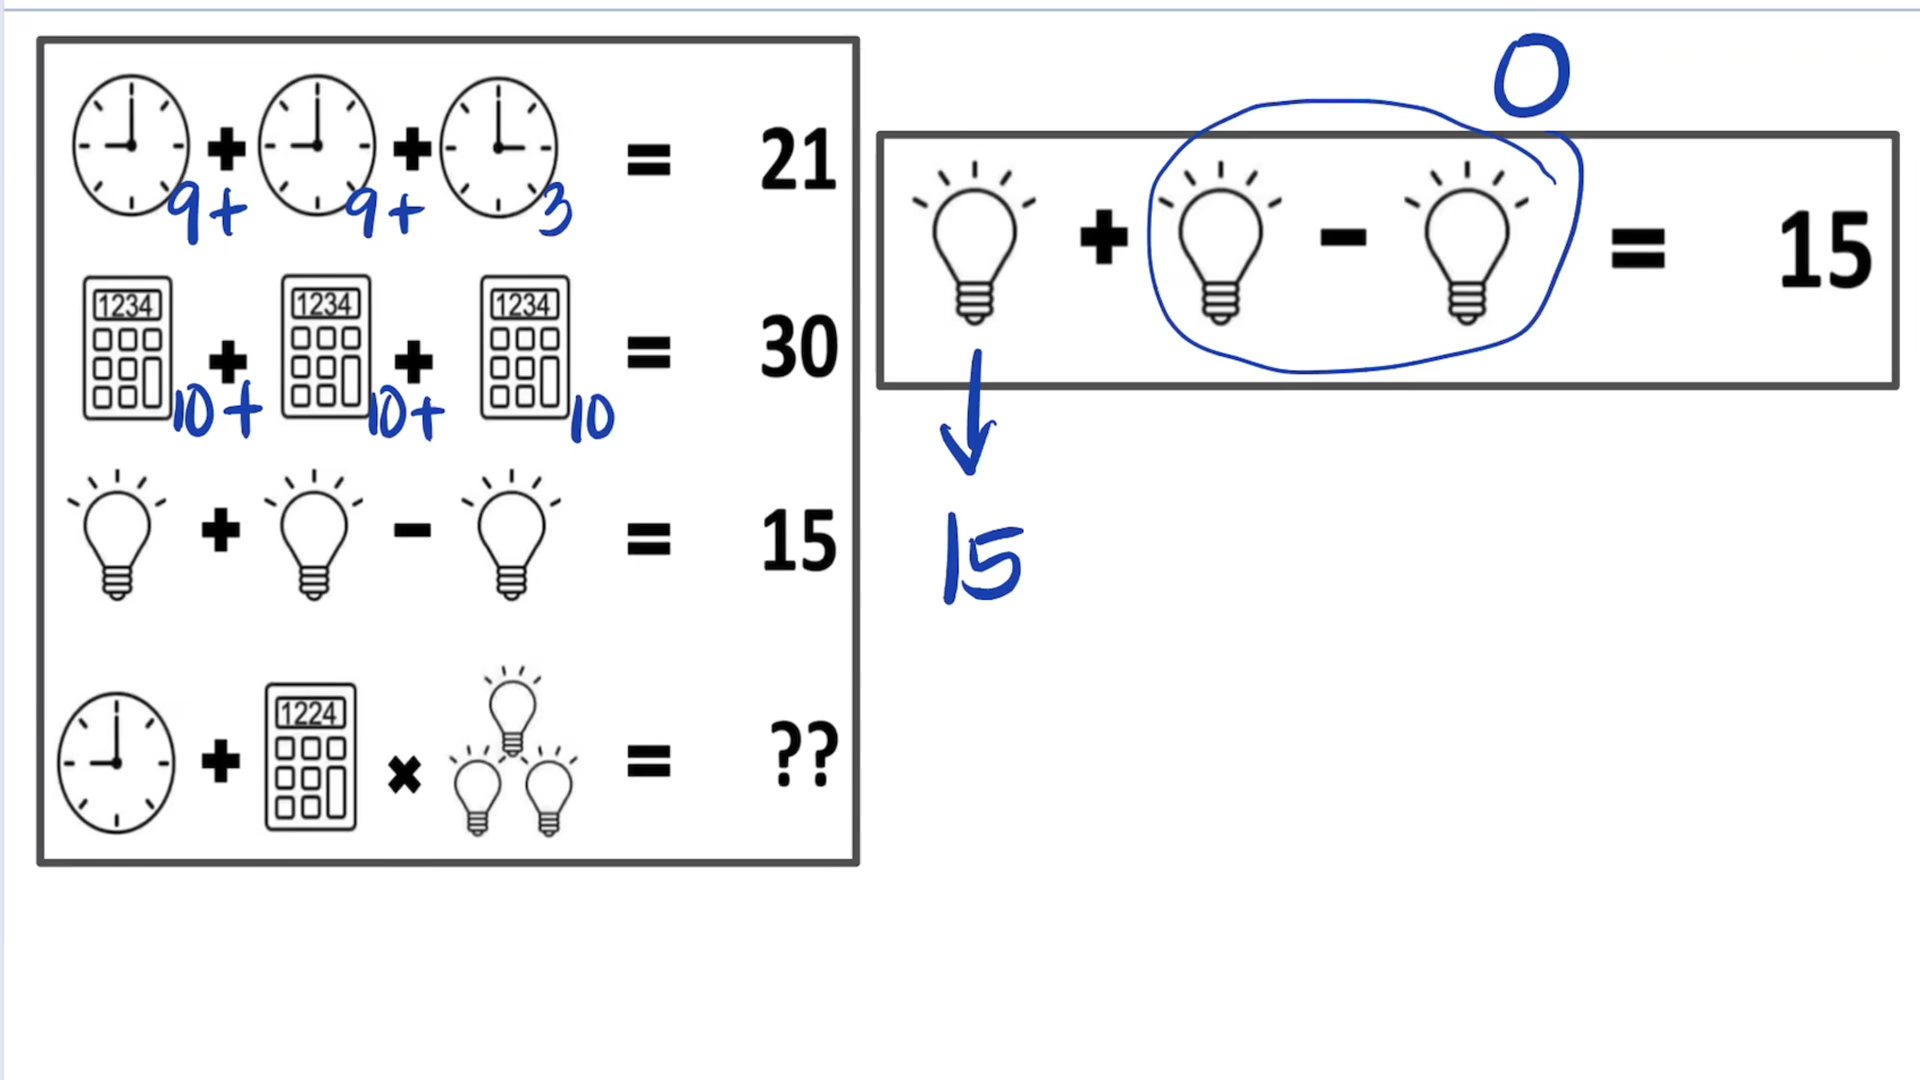 + + = 21
9+ 9+ 3
1234 1234 1234
+ + = 30
10+ 10+ 10
+ - = 15
1224
+ × = ??
0
+ - = 15
15